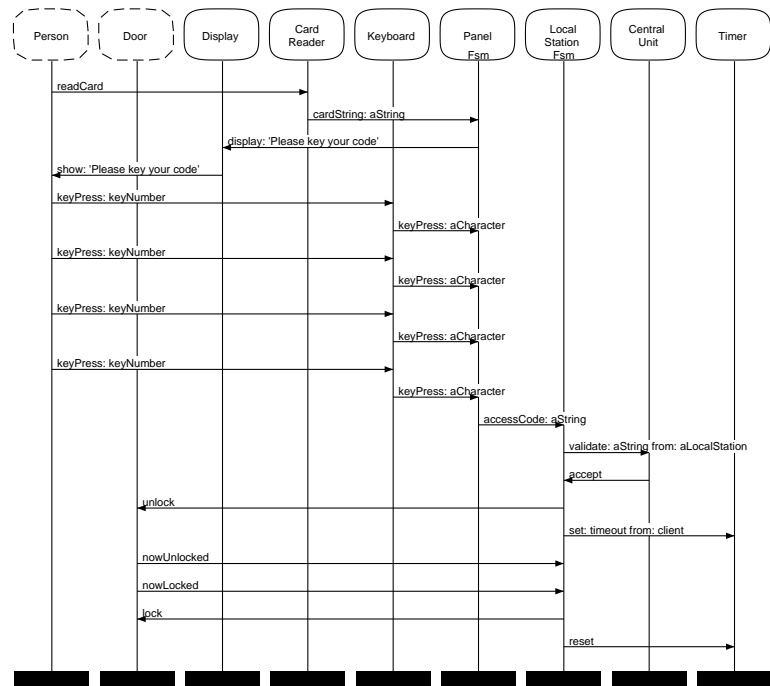 Person
Door
Display
Card
Reader
Keyboard
Panel
Fsm
Local
Station
Fsm
Central
Unit
Timer
readCard
cardString: aString
display: 'Please key your code'
show: 'Please key your code'
keyPress: keyNumber
keyPress: aCharacter
keyPress: keyNumber
keyPress: aCharacter
keyPress: keyNumber
keyPress: aCharacter
keyPress: keyNumber
keyPress: aCharacter
accessCode: aString
validate: aString from: aLocalStation
accept
unlock
set: timeout from: client
nowUnlocked
nowLocked
lock
reset